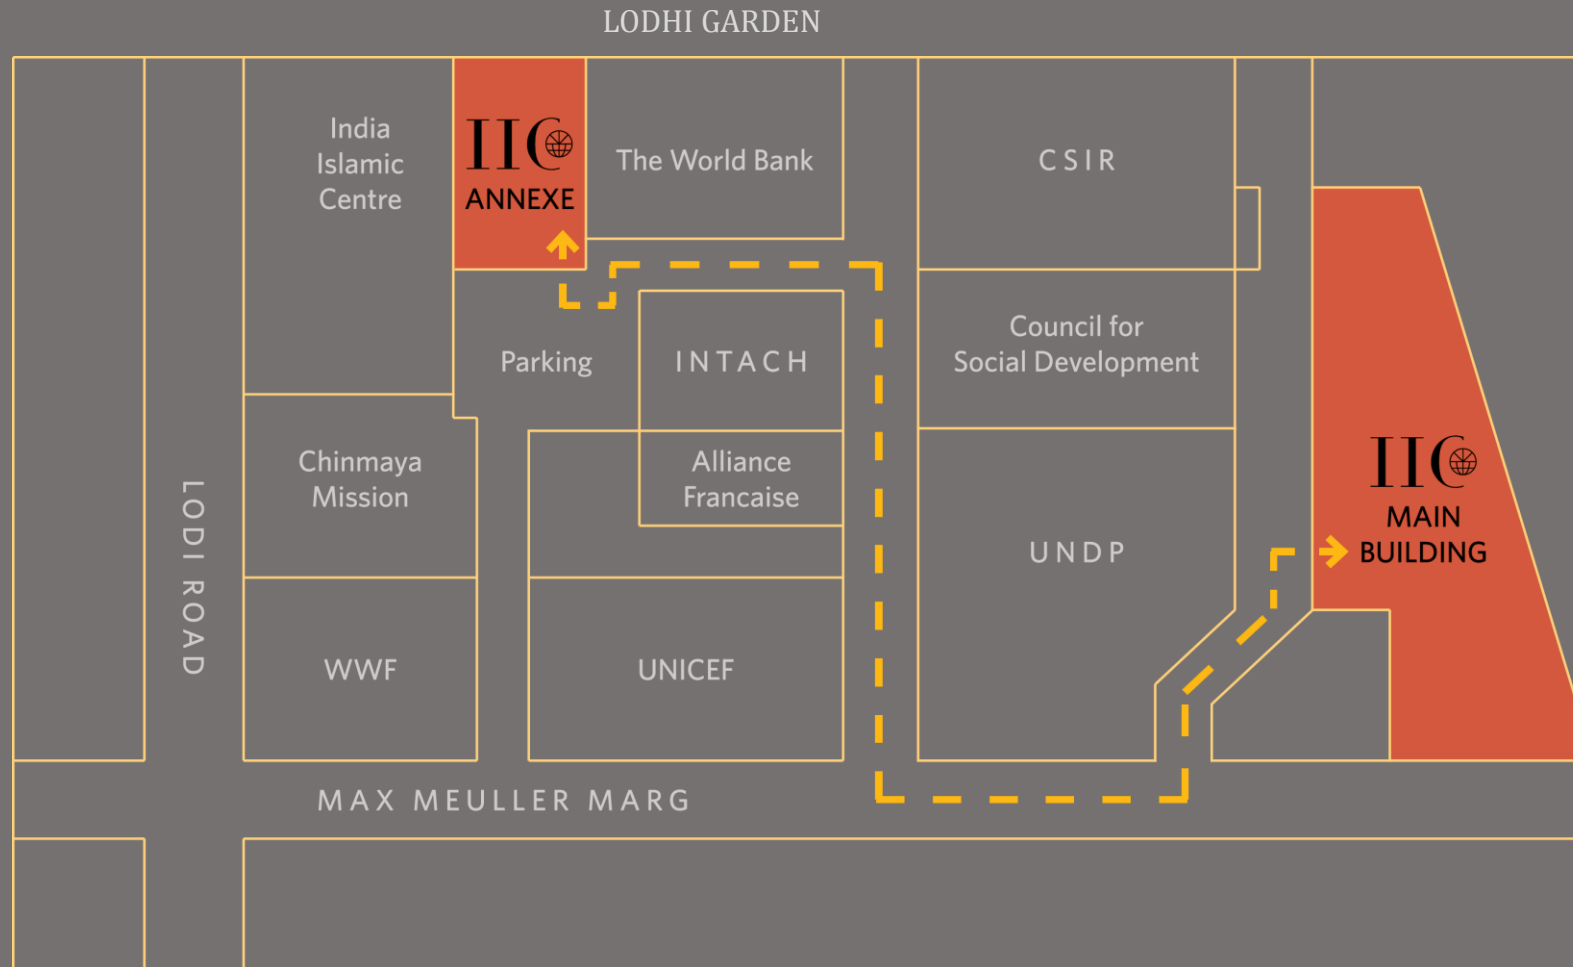 LODHI GARDEN
India
Islamic
Centre
IIC
ANNEXE
The World Bank
CSIR
Parking
INTACH
Council for
Social Development
Chinmaya
Mission
Alliance
Francaise
LODI ROAD
UNDP
IIC
MAIN
BUILDING
WWF
UNICEF
MAX MEULLER MARG